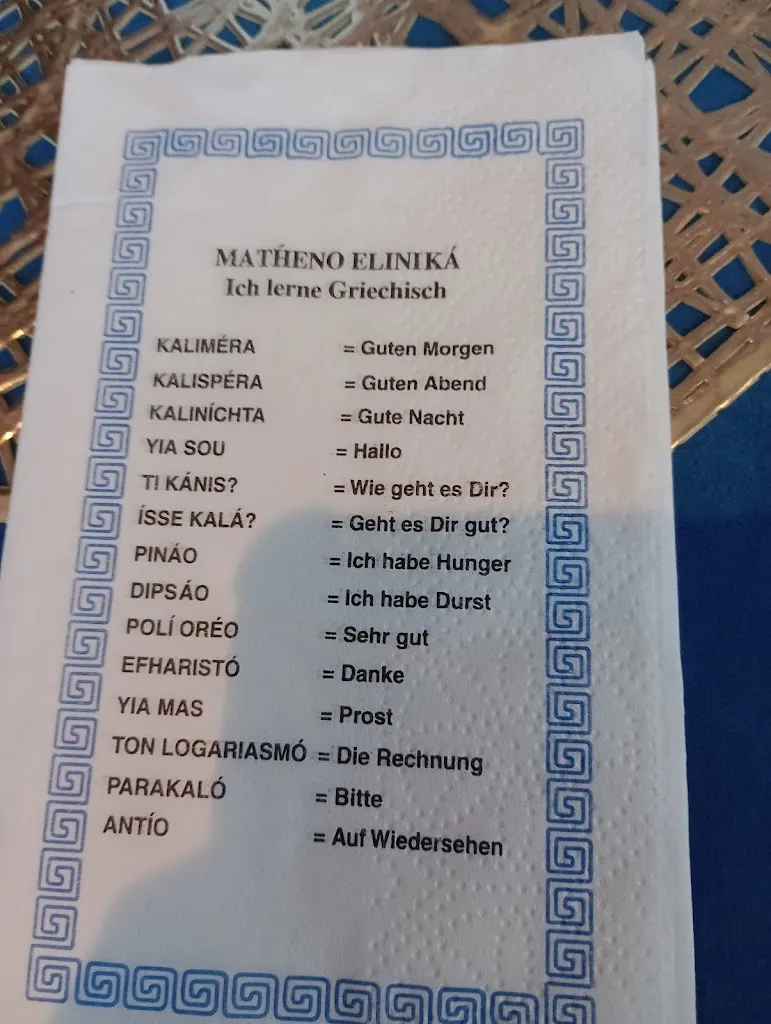 MATH́ENO ELINIKÁ
Ich lerne Griechisch
KALIMÉRA = Guten Morgen
KALISPÉRA = Guten Abend
KALINÍCHTA = Gute Nacht
YIA SOU = Hallo
TI KÁNIS? = Wie geht es Dir?
ÍSSE KALÁ? = Geht es Dir gut?
PINÁO = Ich habe Hunger
DIPSÁO = Ich habe Durst
POLÍ ORÉO = Sehr gut
EFHARISTÓ = Danke
YIA MAS = Prost
TON LOGARIASMÓ = Die Rechnung
PARAKALÓ = Bitte
ANTÍO = Auf Wiedersehen